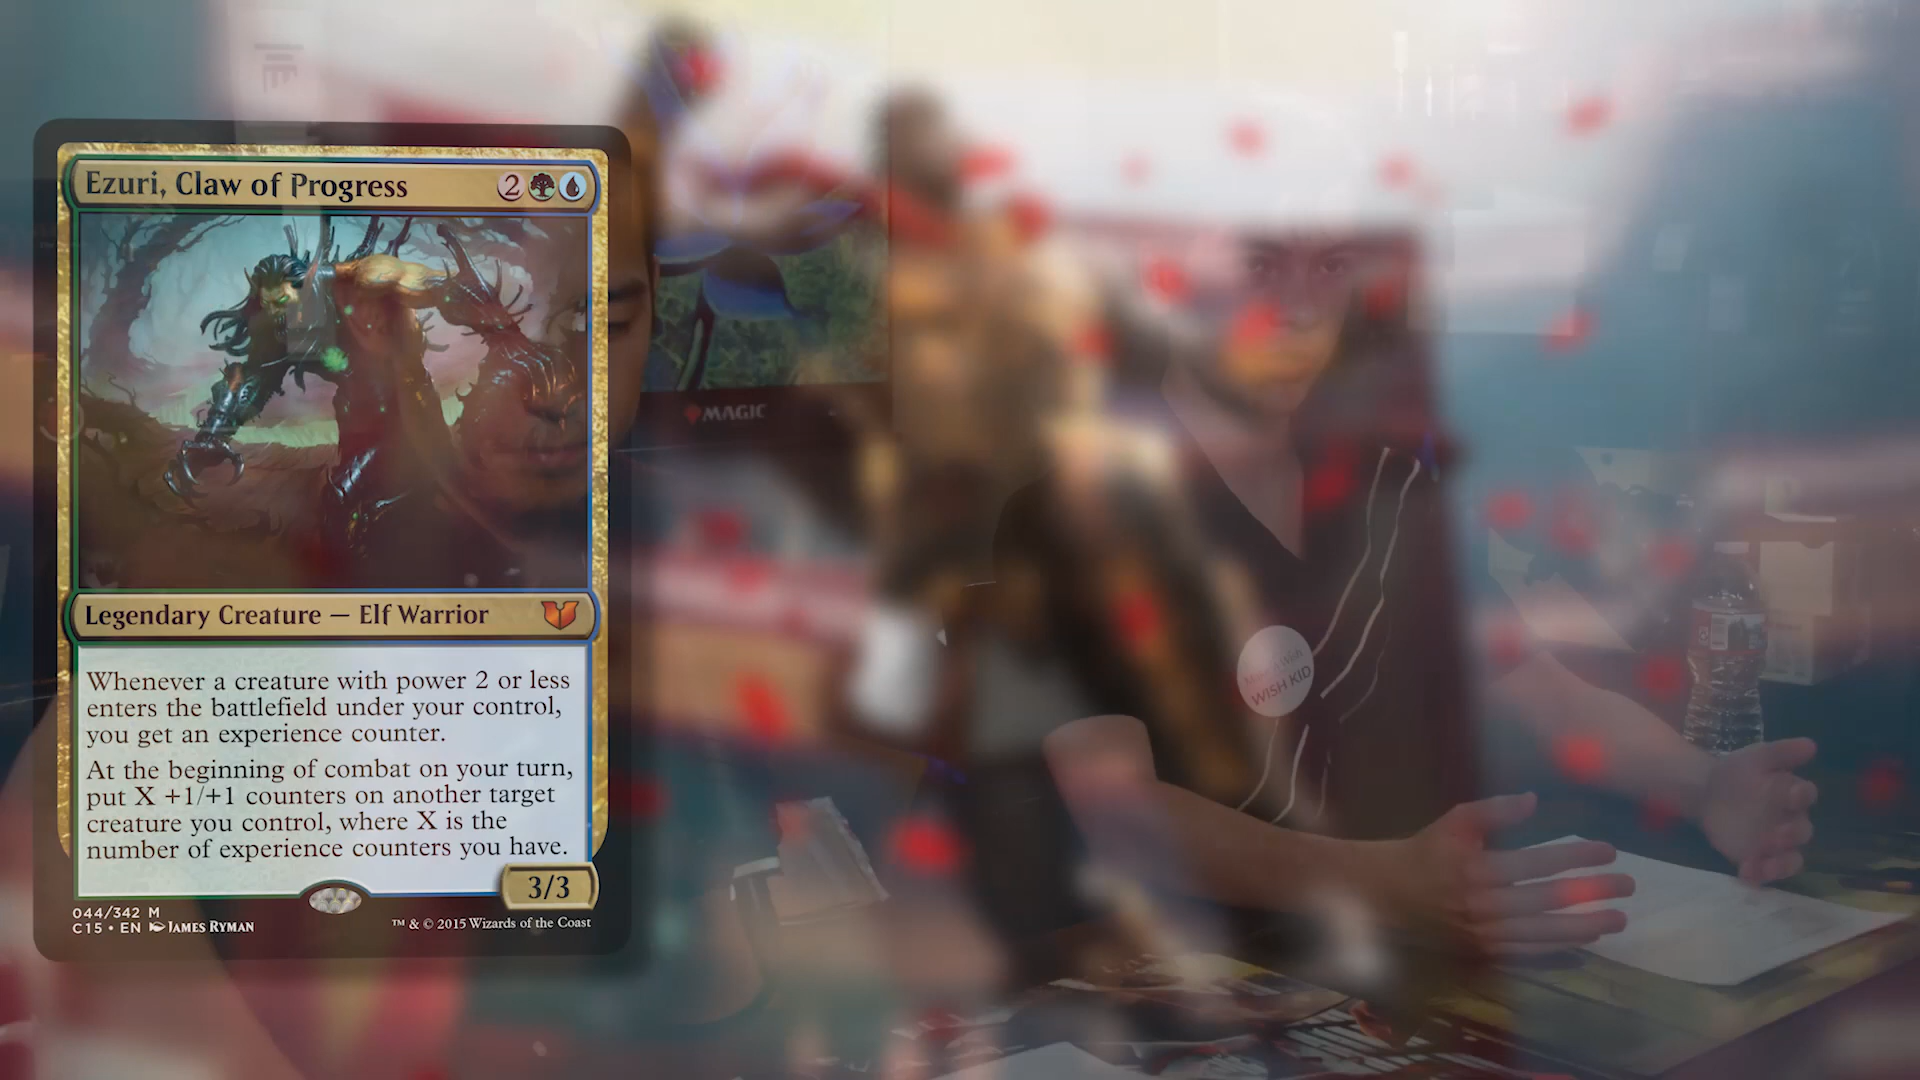 Ezuri, Claw of Progress 2
Legendary Creature — Elf Warrior
Whenever a creature with power 2 or less
enters the battlefield under your control,
you get an experience counter.
At the beginning of combat on your turn,
put X +1/+1 counters on another target
creature you control, where X is the
number of experience counters you have.
3/3
044/342 M
C15 • EN JAMES RYMAN
™ & © 2015 Wizards of the Coast
MAGIC
WISH KID